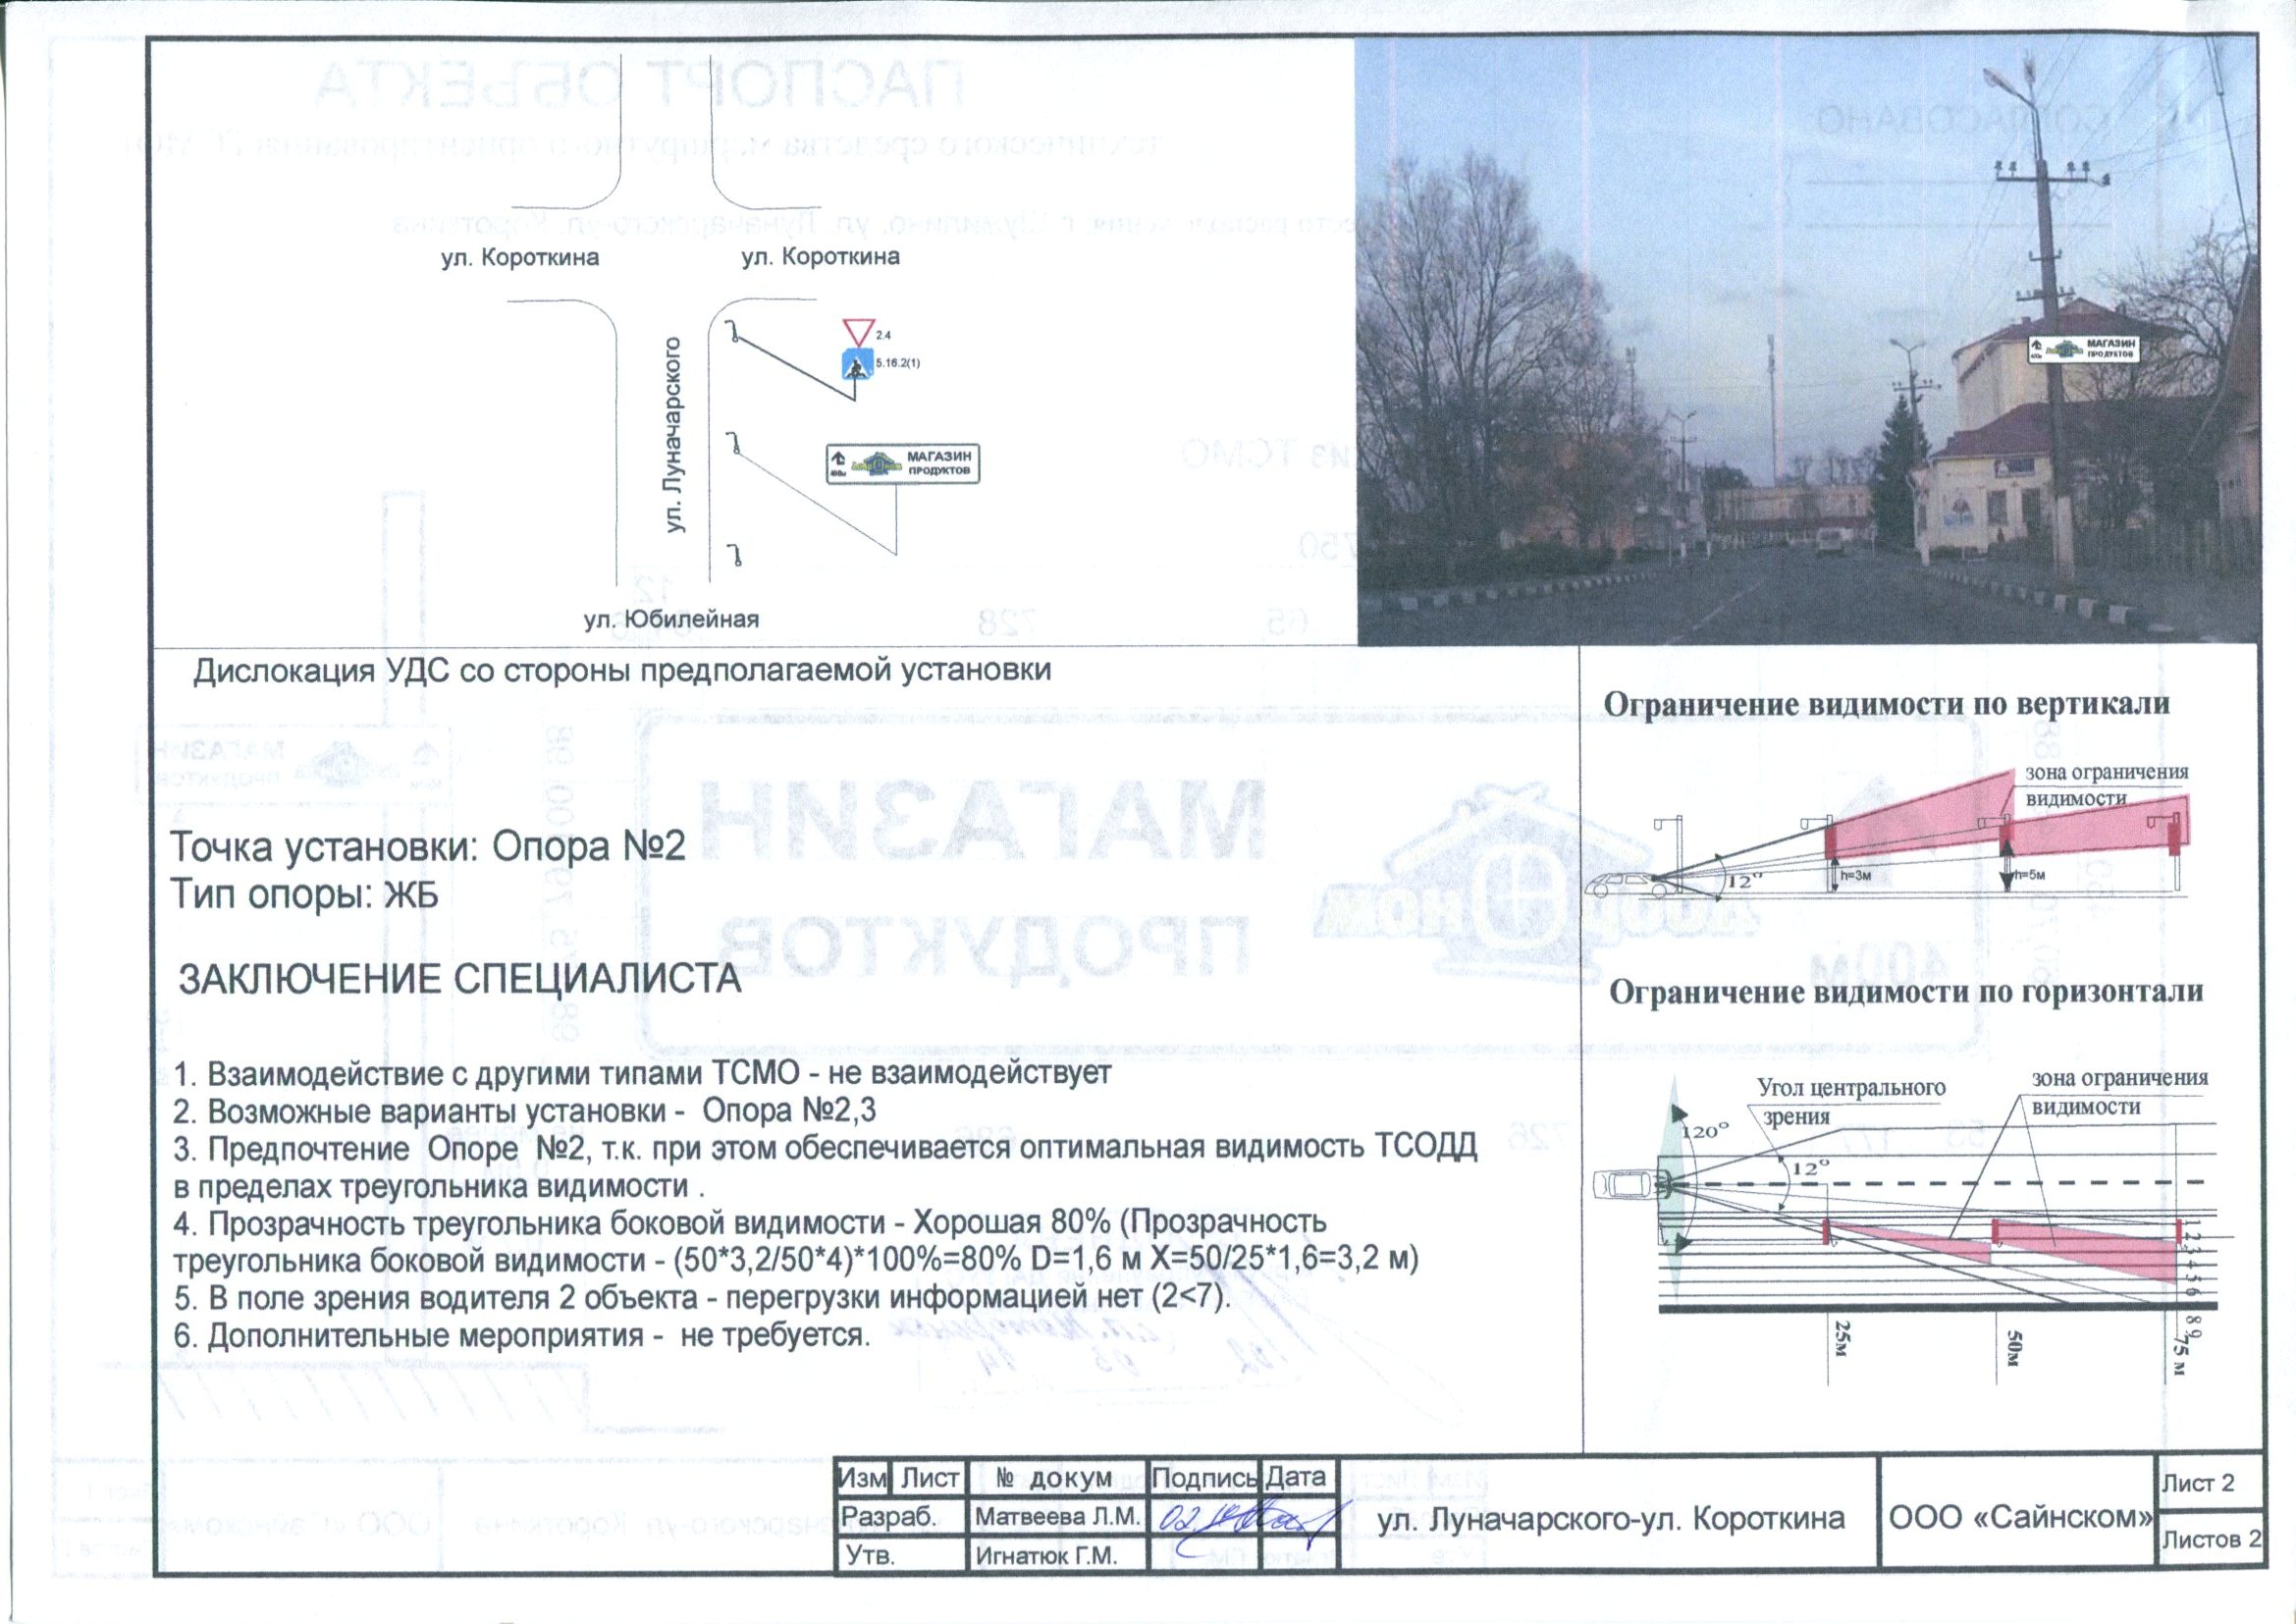 ул. Короткина
ул. Короткина
2.4
5.16.2(1)
ул. Луначарского
400м
МАГАЗИН
ПРОДУКТОВ
ул. Юбилейная
МАГАЗИН
ПРОДУКТОВ
Дислокация УДС со стороны предполагаемой установки
Точка установки: Опора №2
Тип опоры: ЖБ
ЗАКЛЮЧЕНИЕ СПЕЦИАЛИСТА
1. Взаимодействие с другими типами ТСМО - не взаимодействует
2. Возможные варианты установки - Опора №2,3
3. Предпочтение Опоре №2, т.к. при этом обеспечивается оптимальная видимость ТСОДД
в пределах треугольника видимости .
4. Прозрачность треугольника боковой видимости - Хорошая 80% (Прозрачность
треугольника боковой видимости - (50*3,2/50*4)*100%=80% D=1,6 м X=50/25*1,6=3,2 м)
5. В поле зрения водителя 2 объекта - перегрузки информацией нет (2<7).
6. Дополнительные мероприятия - не требуется.
Ограничение видимости по вертикали
зона ограничения
видимости
12°
h=3м
h=5м
Ограничение видимости по горизонтали
Угол центрального
зрения
зона ограничения
видимости
120°
12°
1 2 3 4 5 6 8 9
25м
50м
75 м
Изм Лист № докум Подпись Дата
Разраб. Матвеева Л.М.
Утв. Игнатюк Г.М.
ул. Луначарского-ул. Короткина
ООО «Сайнском»
Лист 2
Листов 2